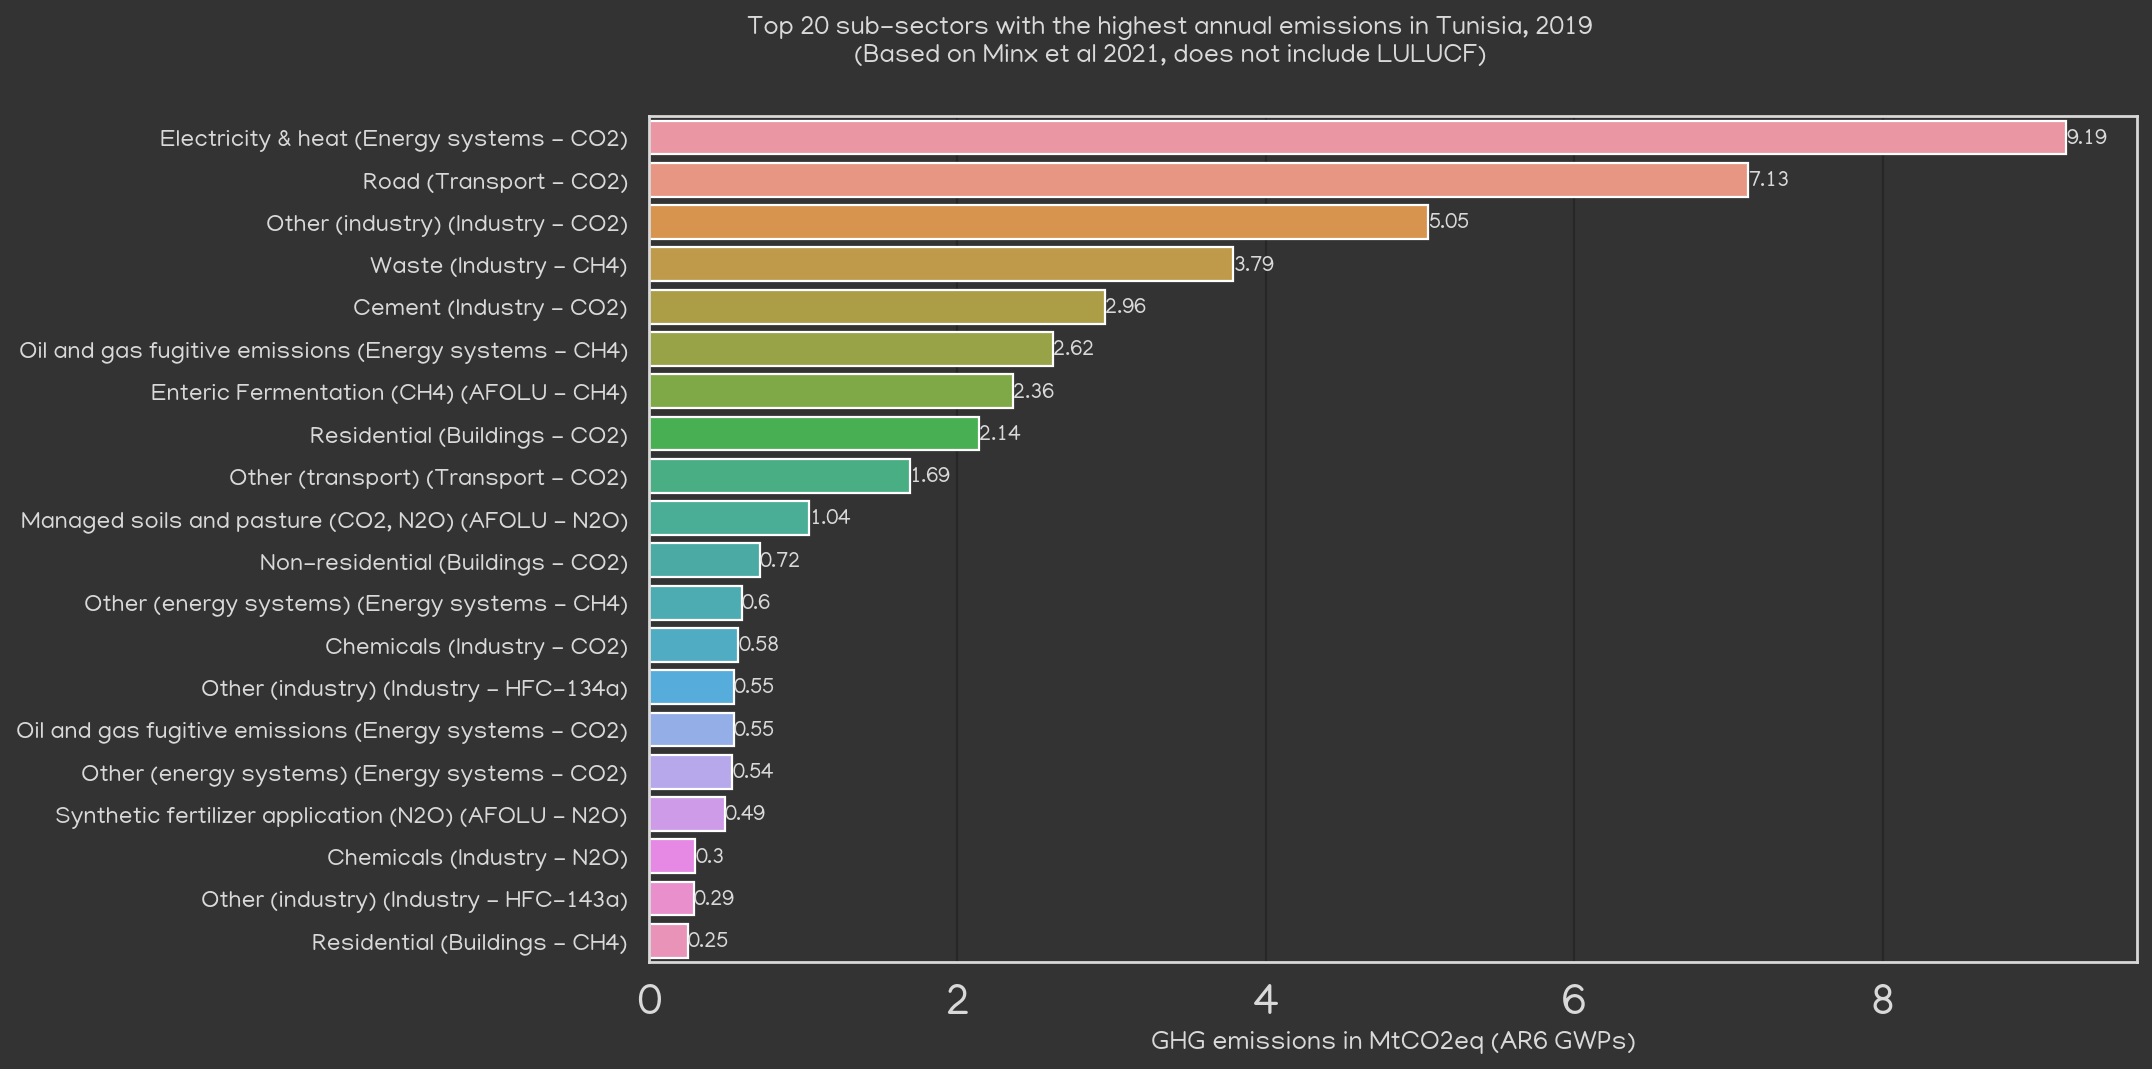 Top 20 sub-sectors with the highest annual emissions in Tunisia, 2019
(Based on Minx et al 2021, does not include LULUCF)
Electricity & heat (Energy systems - CO2) 9.19
Road (Transport - CO2) 7.13
Other (industry) (Industry - CO2) 5.05
Waste (Industry - CH4) 3.79
Cement (Industry - CO2) 2.96
Oil and gas fugitive emissions (Energy systems - CH4) 2.62
Enteric Fermentation (CH4) (AFOLU - CH4) 2.36
Residential (Buildings - CO2) 2.14
Other (transport) (Transport - CO2) 1.69
Managed soils and pasture (CO2, N2O) (AFOLU - N2O) 1.04
Non-residential (Buildings - CO2) 0.72
Other (energy systems) (Energy systems - CH4) 0.6
Chemicals (Industry - CO2) 0.58
Other (industry) (Industry - HFC-134a) 0.55
Oil and gas fugitive emissions (Energy systems - CO2) 0.55
Other (energy systems) (Energy systems - CO2) 0.54
Synthetic fertilizer application (N2O) (AFOLU - N2O) 0.49
Chemicals (Industry - N2O) 0.3
Other (industry) (Industry - HFC-143a) 0.29
Residential (Buildings - CH4) 0.25
0 2 4 6 8
GHG emissions in MtCO2eq (AR6 GWPs)